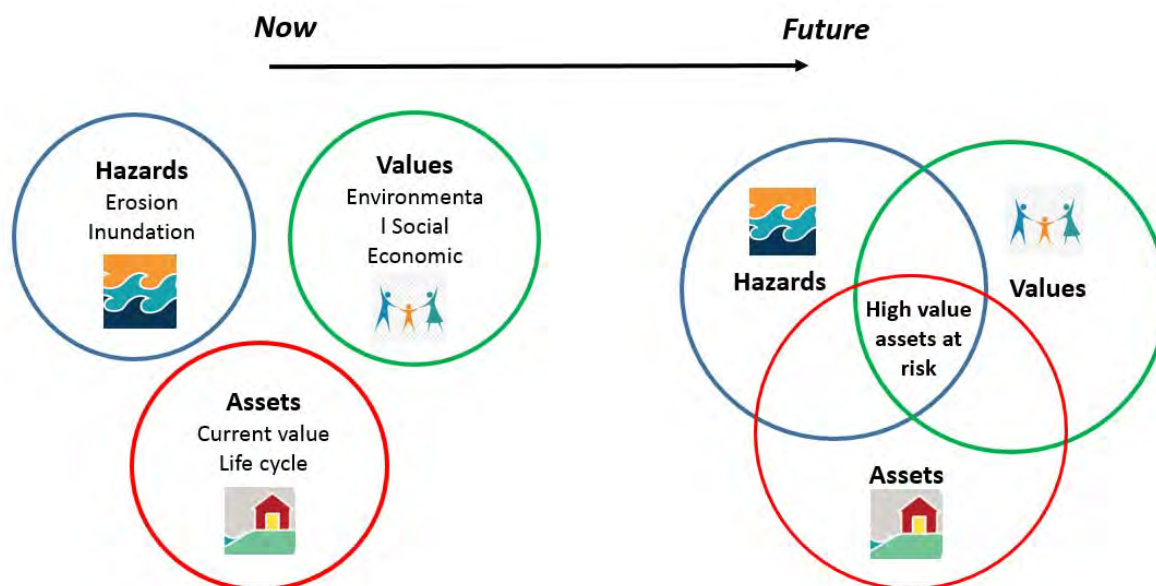 Now
Future
Hazards
Erosion
Inundation
Values
Environmenta
l Social
Economic
Assets
Current value
Life cycle
Hazards
Values
High value
assets at
risk
Assets